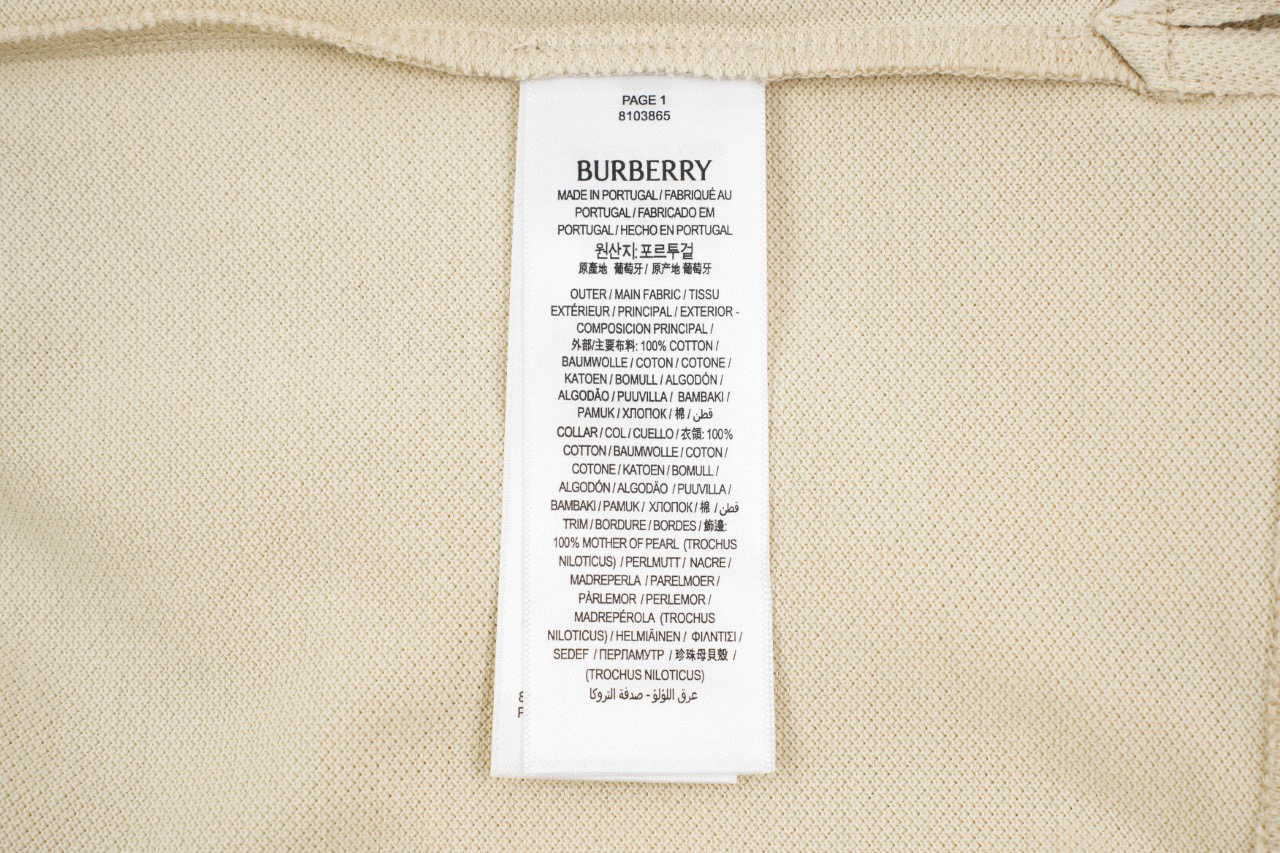 PAGE 1
8103865
BURBERRY
MADE IN PORTUGAL / FABRIQUÉ AU
PORTUGAL / FABRICADO EM
PORTUGAL / HECHO EN PORTUGAL
원산지: 포르투걸
原產地 葡萄牙 / 原产地 葡萄牙
OUTER / MAIN FABRIC / TISSU
EXTÉRIEUR / PRINCIPAL / EXTERIOR -
COMPOSICION PRINCIPAL /
外部/主要布料: 100% COTTON /
BAUMWOLLE / COTON / COTONE /
KATOEN / BOMULL / ALGODÓN /
ALGODÃO / PUUVILLA / BAMBAKI /
PAMUK / ХЛОПОК / 棉 / قطن
COLLAR / COL / CUELLO / 衣領: 100%
COTTON / BAUMWOLLE / COTON /
COTONE / KATOEN / BOMULL /
ALGODÓN / ALGODÃO / PUUVILLA /
BAMBAKI / PAMUK / ХЛОПОК / 棉 / قطن
TRIM / BORDURE / BORDES / 飾邊:
100% MOTHER OF PEARL (TROCHUS
NILOTICUS) / PERLMUTT / NACRE /
MADREPERLA / PARELMOER /
PÄRLEMOR / PERLEMOR /
MADREPÉROLA (TROCHUS
NILOTICUS) / HELMIÄINEN / ΦΙΛΝΤΙΣΙ /
SEDEF / ПЕРЛАМУТР / 珍珠母貝殼 /
(TROCHUS NILOTICUS)
عرق اللؤلؤ - صدفة التروكا